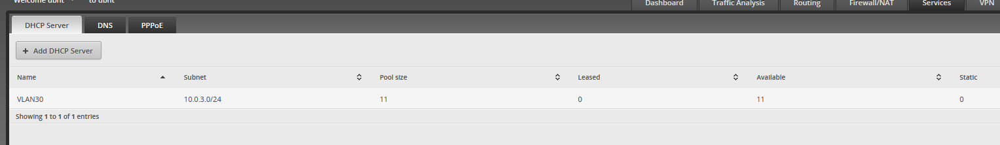 Welcome ubnt to ubnt
Dashboard Traffic Analysis Routing Firewall/NAT Services VPN
DHCP Server DNS PPPoE
+ Add DHCP Server
Name Subnet Pool size Leased Available Static
VLAN30 10.0.3.0/24 11 0 11 0
Showing 1 to 1 of 1 entries